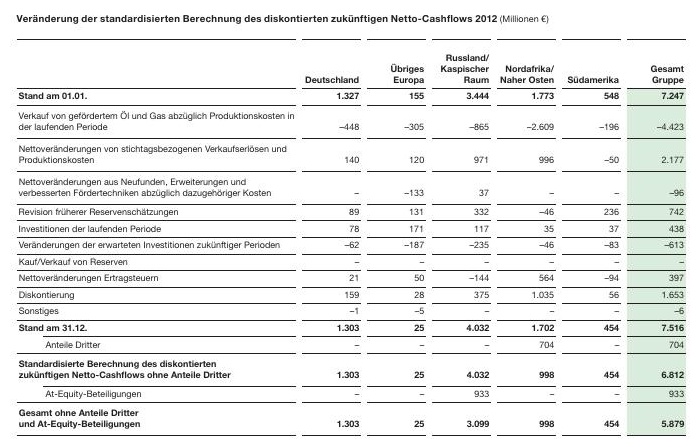 Veränderung der standardisierten Berechnung des diskontierten zukünftigen Netto-Cashflows 2012 (Millionen €)
Deutschland Übriges Europa Russland/ Kaspischer Raum Nordafrika/ Naher Osten Südamerika Gesamt Gruppe
Stand am 01.01. 1.327 155 3.444 1.773 548 7.247
Verkauf von gefördertem Öl und Gas abzüglich Produktionskosten in
der laufenden Periode –448 –305 –865 –2.609 –196 –4.423
Nettoveränderungen von stichtagsbezogenen Verkaufserlösen und
Produktionskosten 140 120 971 996 –50 2.177
Nettoveränderungen aus Neufunden, Erweiterungen und
verbesserten Fördertechniken abzüglich dazugehöriger Kosten – –133 37 – – –96
Revision früherer Reservenschätzungen 89 131 332 –46 236 742
Investitionen der laufenden Periode 78 171 117 35 37 438
Veränderungen der erwarteten Investitionen zukünftiger Perioden –62 –187 –235 –46 –83 –613
Kauf/Verkauf von Reserven – – – – – –
Nettoveränderungen Ertragsteuern 21 50 –144 564 –94 397
Diskontierung 159 28 375 1.035 56 1.653
Sonstiges –1 –5 – – – –6
Stand am 31.12. 1.303 25 4.032 1.702 454 7.516
Anteile Dritter – – – 704 – 704
Standardisierte Berechnung des diskontierten
zukünftigen Netto-Cashflows ohne Anteile Dritter 1.303 25 4.032 998 454 6.812
At-Equity-Beteiligungen – – 933 – – 933
Gesamt ohne Anteile Dritter
und At-Equity-Beteiligungen 1.303 25 3.099 998 454 5.879